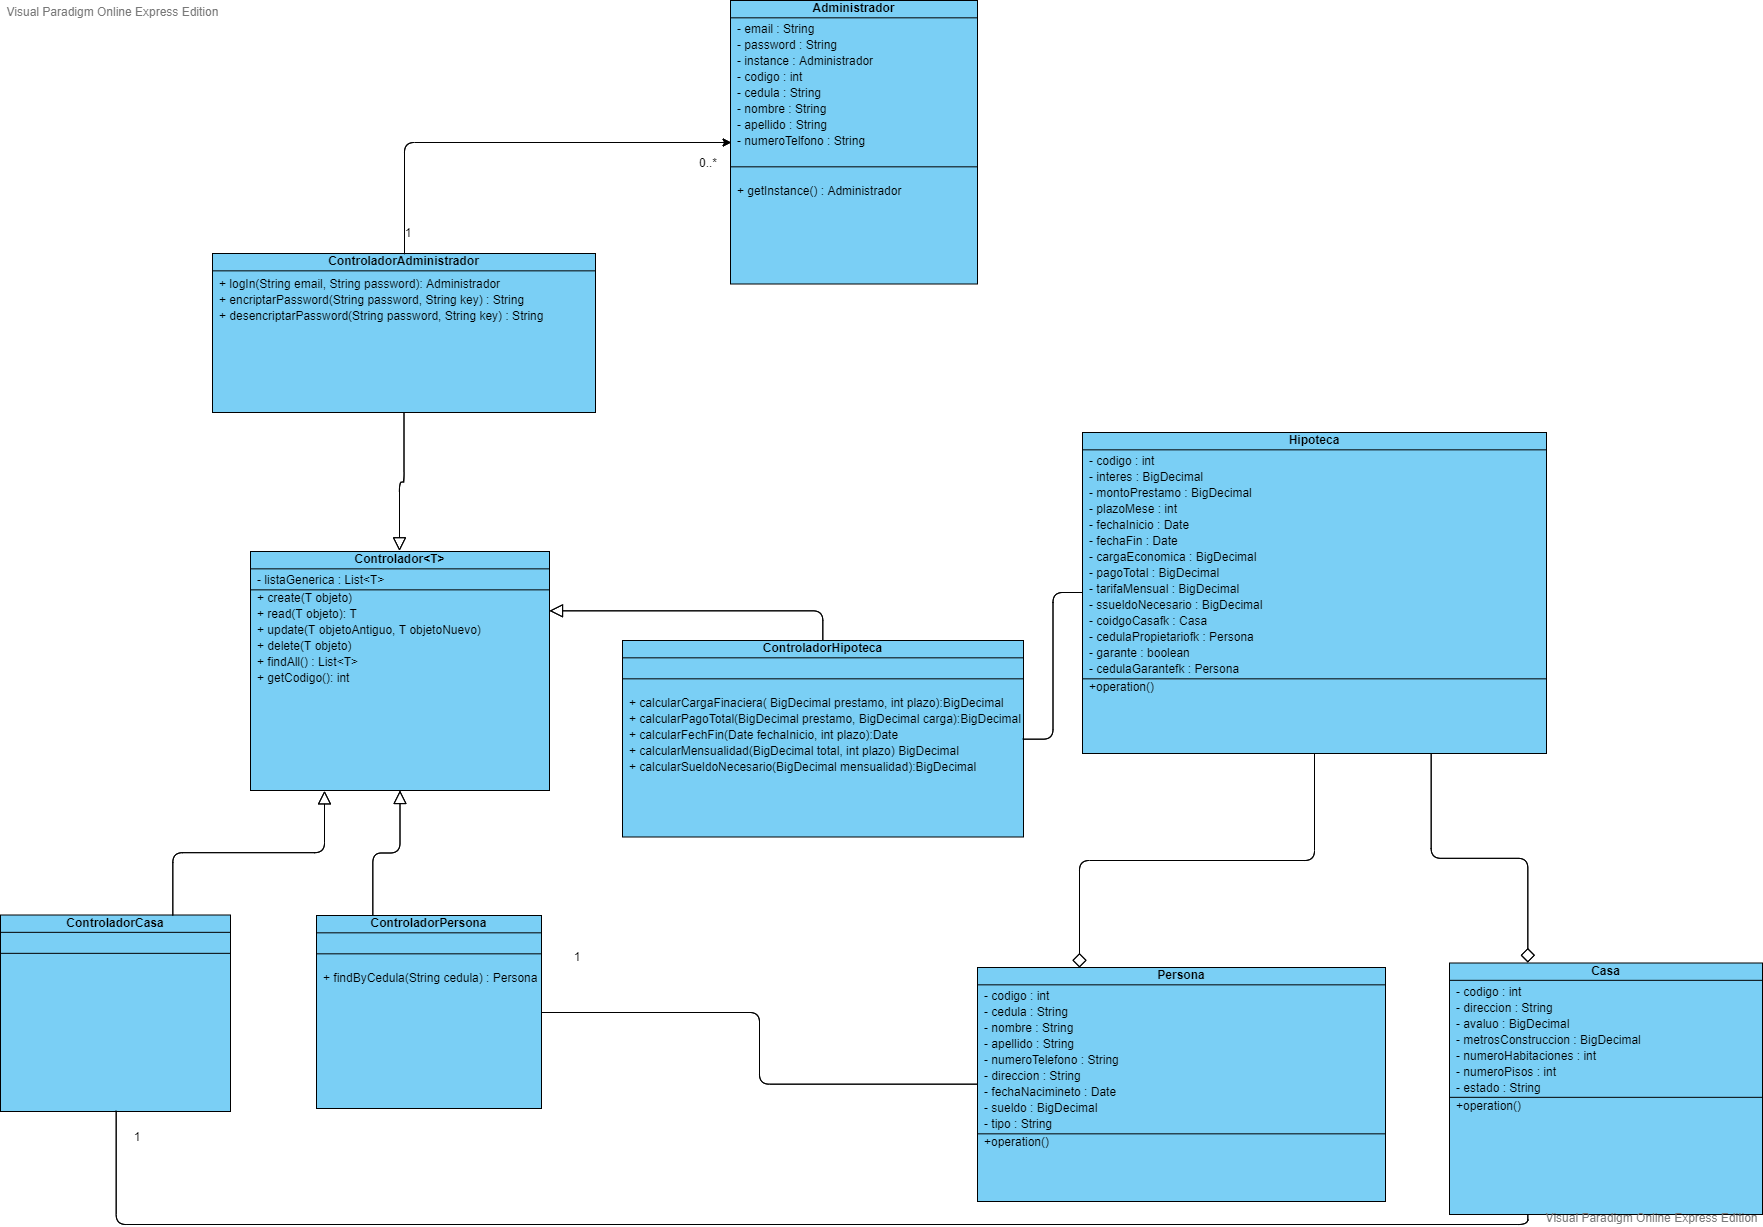 Visual Paradigm Online Express Edition
Administrador
- email : String
- password : String
- instance : Administrador
- codigo : int
- cedula : String
- nombre : String
- apellido : String
- numeroTelfono : String
+ getInstance() : Administrador
0..*
1
ControladorAdministrador
+ logIn(String email, String password): Administrador
+ encriptarPassword(String password, String key) : String
+ desencriptarPassword(String password, String key) : String
Controlador<T>
- listaGenerica : List<T>
+ create(T objeto)
+ read(T objeto): T
+ update(T objetoAntiguo, T objetoNuevo)
+ delete(T objeto)
+ findAll() : List<T>
+ getCodigo(): int
ControladorHipoteca
+ calcularCargaFinaciera( BigDecimal prestamo, int plazo):BigDecimal
+ calcularPagoTotal(BigDecimal prestamo, BigDecimal carga):BigDecimal
+ calcularFechFin(Date fechaInicio, int plazo):Date
+ calcularMensualidad(BigDecimal total, int plazo) BigDecimal
+ calcularSueldoNecesario(BigDecimal mensualidad):BigDecimal
Hipoteca
- codigo : int
- interes : BigDecimal
- montoPrestamo : BigDecimal
- plazoMese : int
- fechaInicio : Date
- fechaFin : Date
- cargaEconomica : BigDecimal
- pagoTotal : BigDecimal
- tarifaMensual : BigDecimal
- ssueldoNecesario : BigDecimal
- coidgoCasafk : Casa
- cedulaPropietariofk : Persona
- garante : boolean
- cedulaGarantefk : Persona
+operation()
ControladorCasa
1
ControladorPersona
+ findByCedula(String cedula) : Persona
1
Persona
- codigo : int
- cedula : String
- nombre : String
- apellido : String
- numeroTelefono : String
- direccion : String
- fechaNacimineto : Date
- sueldo : BigDecimal
- tipo : String
+operation()
Casa
- codigo : int
- direccion : String
- avaluo : BigDecimal
- metrosConstruccion : BigDecimal
- numeroHabitaciones : int
- numeroPisos : int
- estado : String
+operation()
Visual Paradigm Online Express Edition